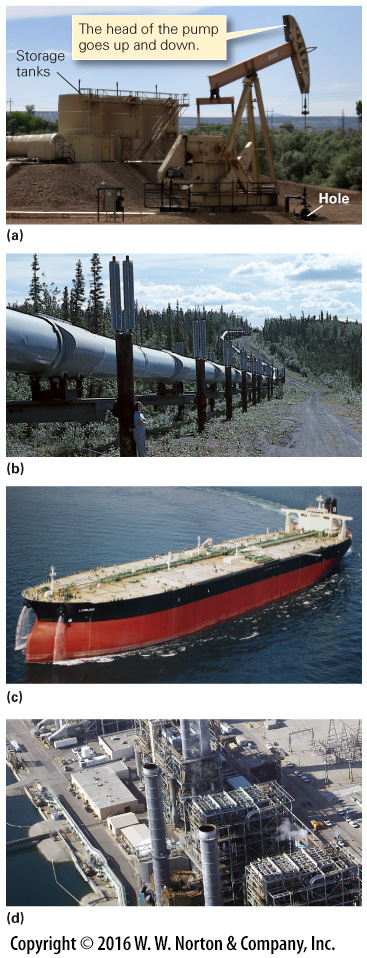 The head of the pump
goes up and down.
Storage
tanks
Hole
(a)
(b)
(c)
(d)
Copyright © 2016 W. W. Norton & Company, Inc.